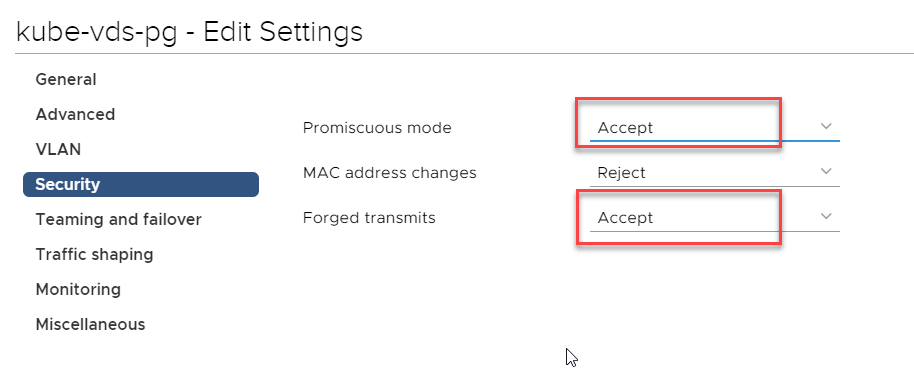 kube-vds-pg - Edit Settings
General
Advanced
VLAN
Security
Teaming and failover
Traffic shaping
Monitoring
Miscellaneous
Promiscuous mode Accept
MAC address changes Reject
Forged transmits Accept